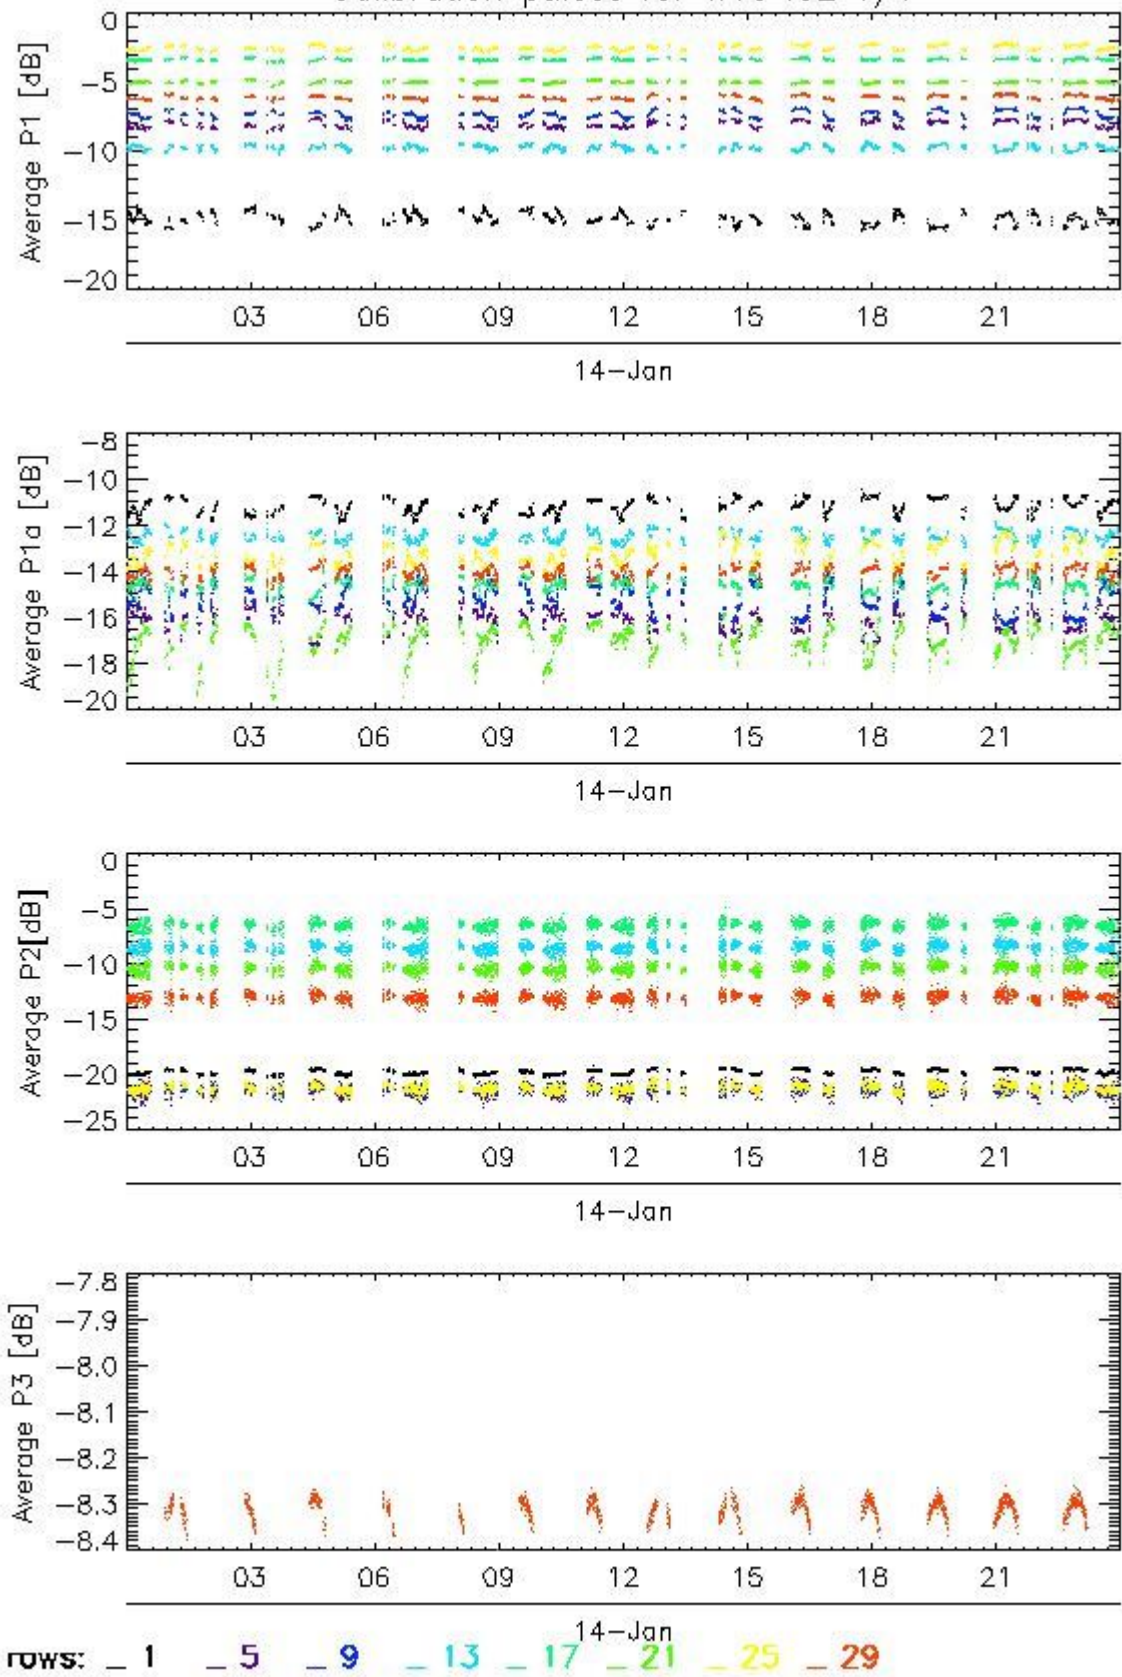 0
−5
−10
−15
−20
Average P1 [dB]
03 06 09 12 15 18 21
14−Jan
−8
−10
−12
−14
−16
−18
−20
Average P1a [dB]
03 06 09 12 15 18 21
14−Jan
0
−5
−10
−15
−20
−25
Average P2[dB]
03 06 09 12 15 18 21
14−Jan
−7.8
−7.9
−8.0
−8.1
−8.2
−8.3
−8.4
Average P3 [dB]
03 06 09 12 15 18 21
14−Jan
rows: _ 1 _ 5 _ 9 _ 13 _ 17 _ 21 _ 25 _ 29